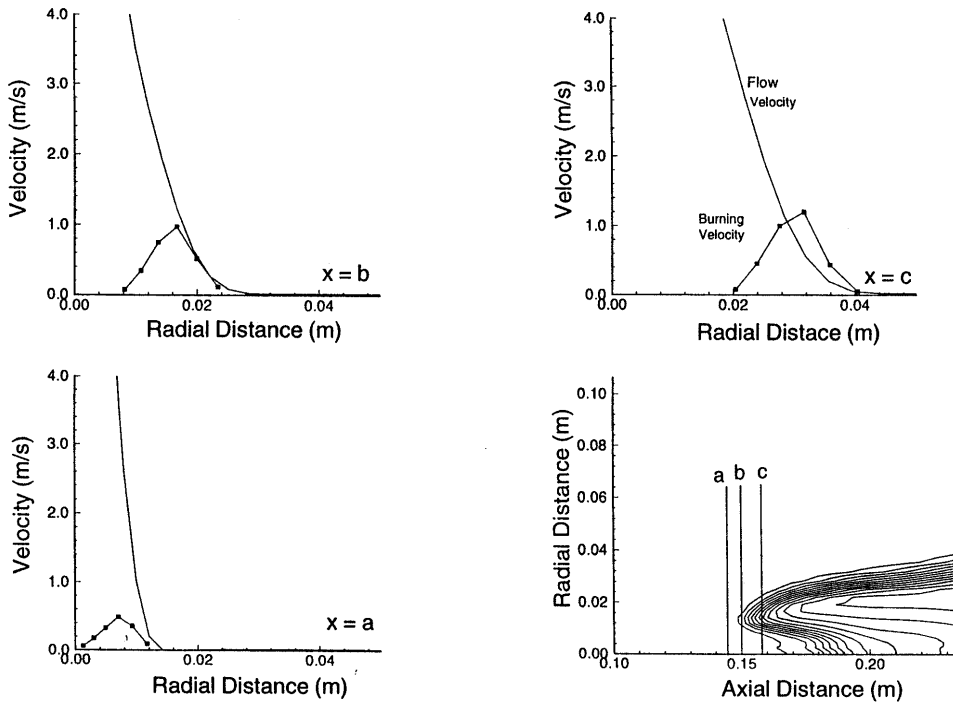 4.0
3.0
2.0
1.0
0.0
Velocity (m/s)
0.00
0.02
0.04
Radial Distance (m)
x = b
4.0
3.0
2.0
1.0
0.0
Velocity (m/s)
Flow
Velocity
Burning
Velocity
0.00
0.02
0.04
Radial Distace (m)
x = c
4.0
3.0
2.0
1.0
0.0
Velocity (m/s)
0.00
0.02
0.04
Radial Distance (m)
x = a
0.10
0.08
0.06
0.04
0.02
0.00
Radial Distance (m)
a b c
0.10
0.15
0.20
Axial Distance (m)